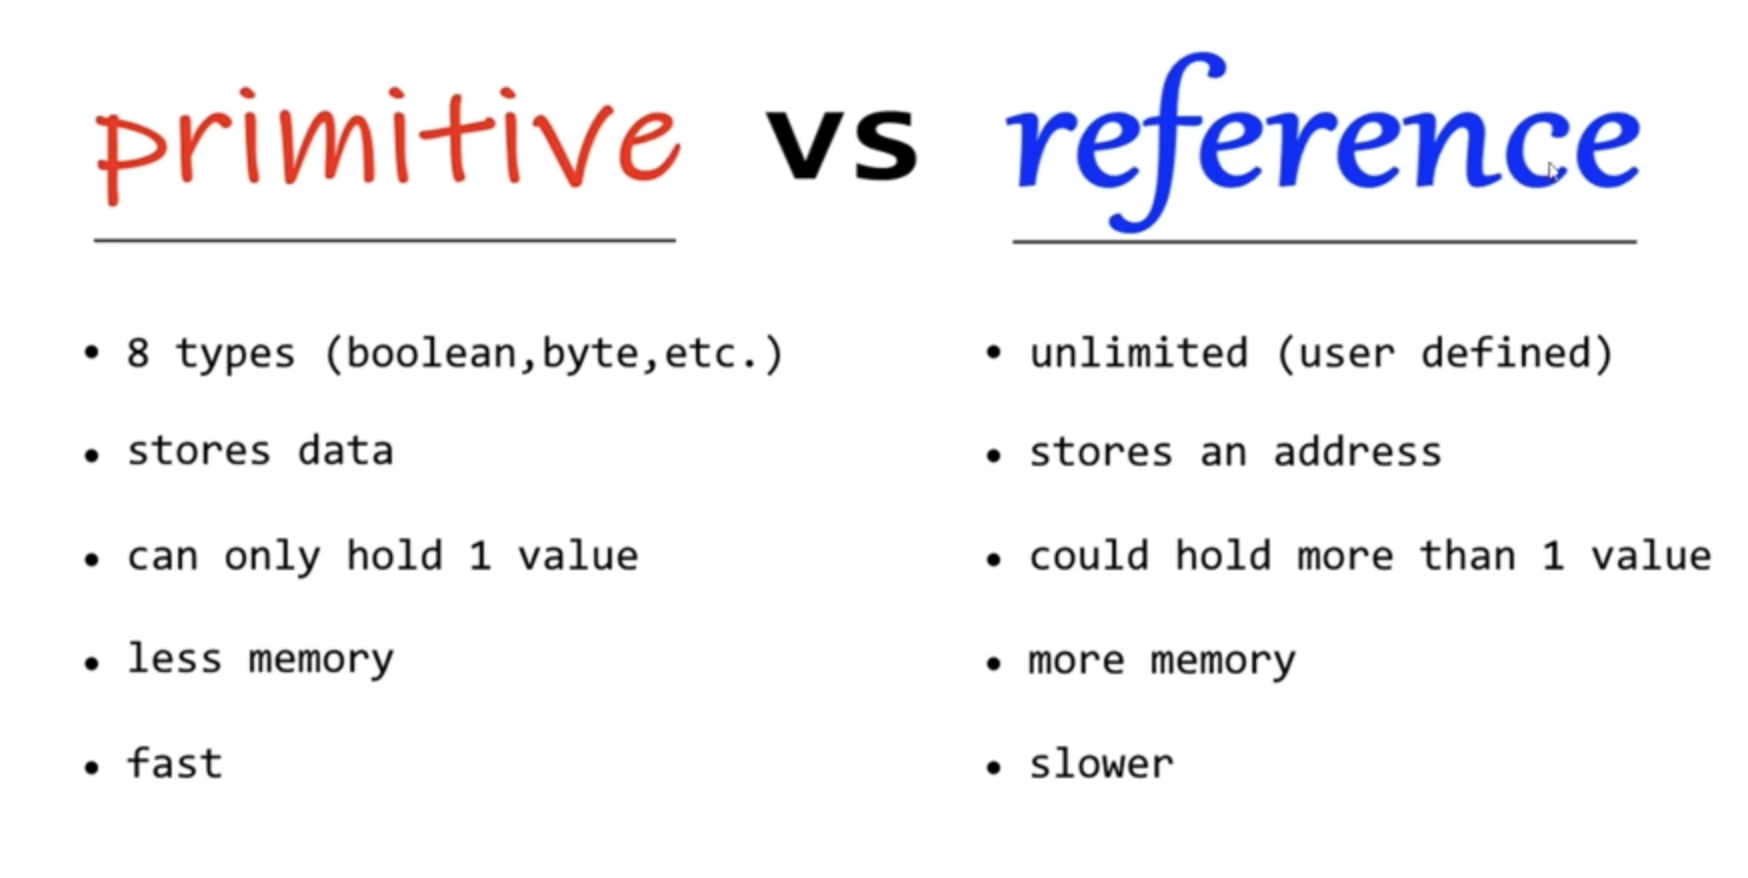 primitive vs reference
• 8 types (boolean,byte,etc.)
• stores data
• can only hold 1 value
• less memory
• fast
• unlimited (user defined)
• stores an address
• could hold more than 1 value
• more memory
• slower